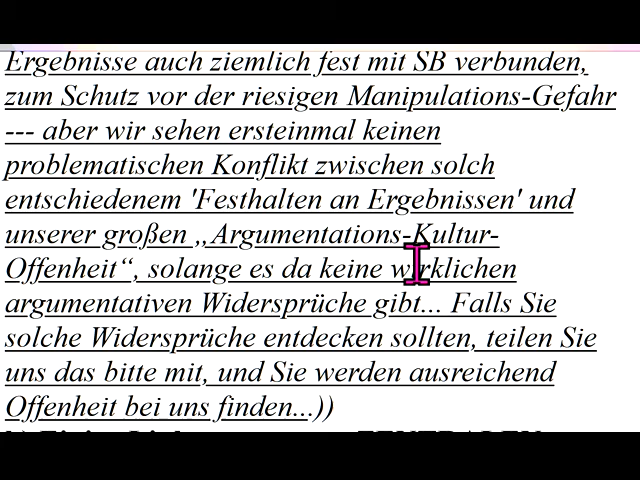 Ergebnisse auch ziemlich fest mit SB verbunden,
zum Schutz vor der riesigen Manipulations-Gefahr
--- aber wir sehen ersteinmal keinen
problematischen Konflikt zwischen solch
entschiedenem 'Festhalten an Ergebnissen' und
unserer großen „Argumentations-Kultur-
Offenheit“, solange es da keine wirklichen
argumentativen Widersprüche gibt... Falls Sie
solche Widersprüche entdecken sollten, teilen Sie
uns das bitte mit, und Sie werden ausreichend
Offenheit bei uns finden...))